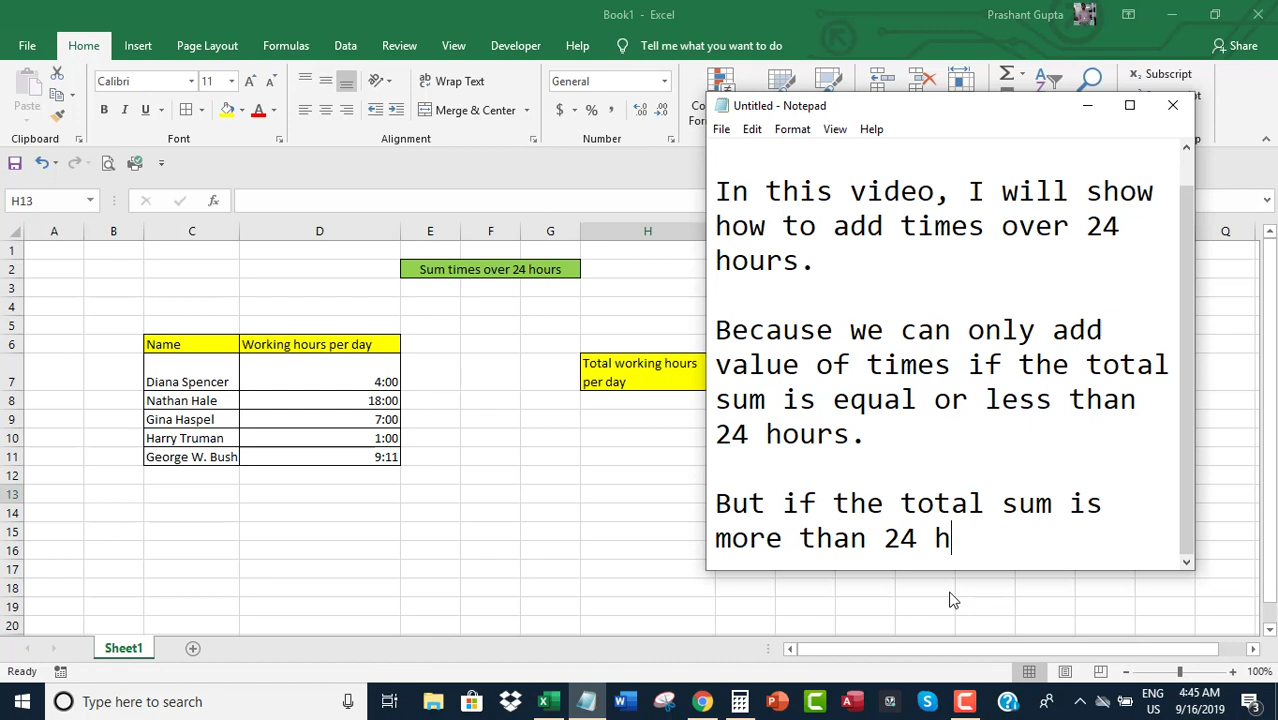 Book1 - Excel
Prashant Gupta
File Home Insert Page Layout Formulas Data Review View Developer Help Tell me what you want to do Share
Paste
Calibri 11
B I U
Wrap Text
Merge & Center
General
$ % ,
Subscript
Clipboard Font Alignment Number
H13
fx
A B C D E F G H Q
1
2 Sum times over 24 hours
3
4
5
6 Name Working hours per day
7 Diana Spencer 4:00 Total working hours
per day
8 Nathan Hale 18:00
9 Gina Haspel 7:00
10 Harry Truman 1:00
11 George W. Bush 9:11
12
13
14
15
16
17
18
19
20
Untitled - Notepad
File Edit Format View Help
In this video, I will show
how to add times over 24
hours.
Because we can only add
value of times if the total
sum is equal or less than
24 hours.
But if the total sum is
more than 24 h
Sheet1
Ready
100%
Type here to search
ENG
US
4:45 AM
9/16/2019
3